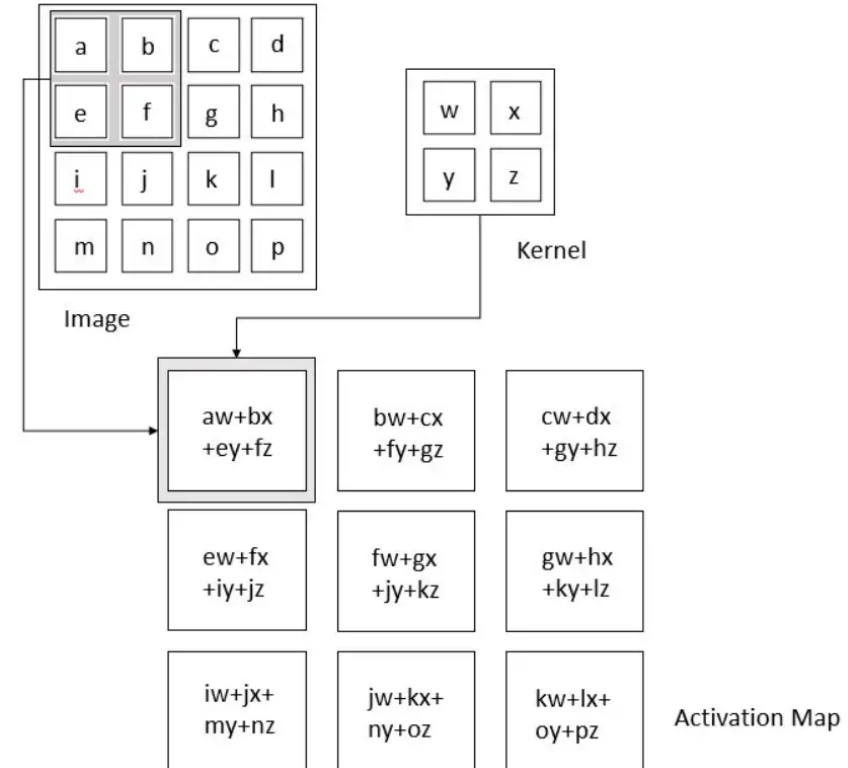 a b c d
e f g h
i j k l
m n o p
Image
w x
y z
Kernel
aw+bx
+ey+fz
bw+cx
+fy+gz
cw+dx
+gy+hz
ew+fx
+iy+jz
fw+gx
+jy+kz
gw+hx
+ky+lz
iw+jx+
my+nz
jw+kx+
ny+oz
kw+lx+
oy+pz
Activation Map